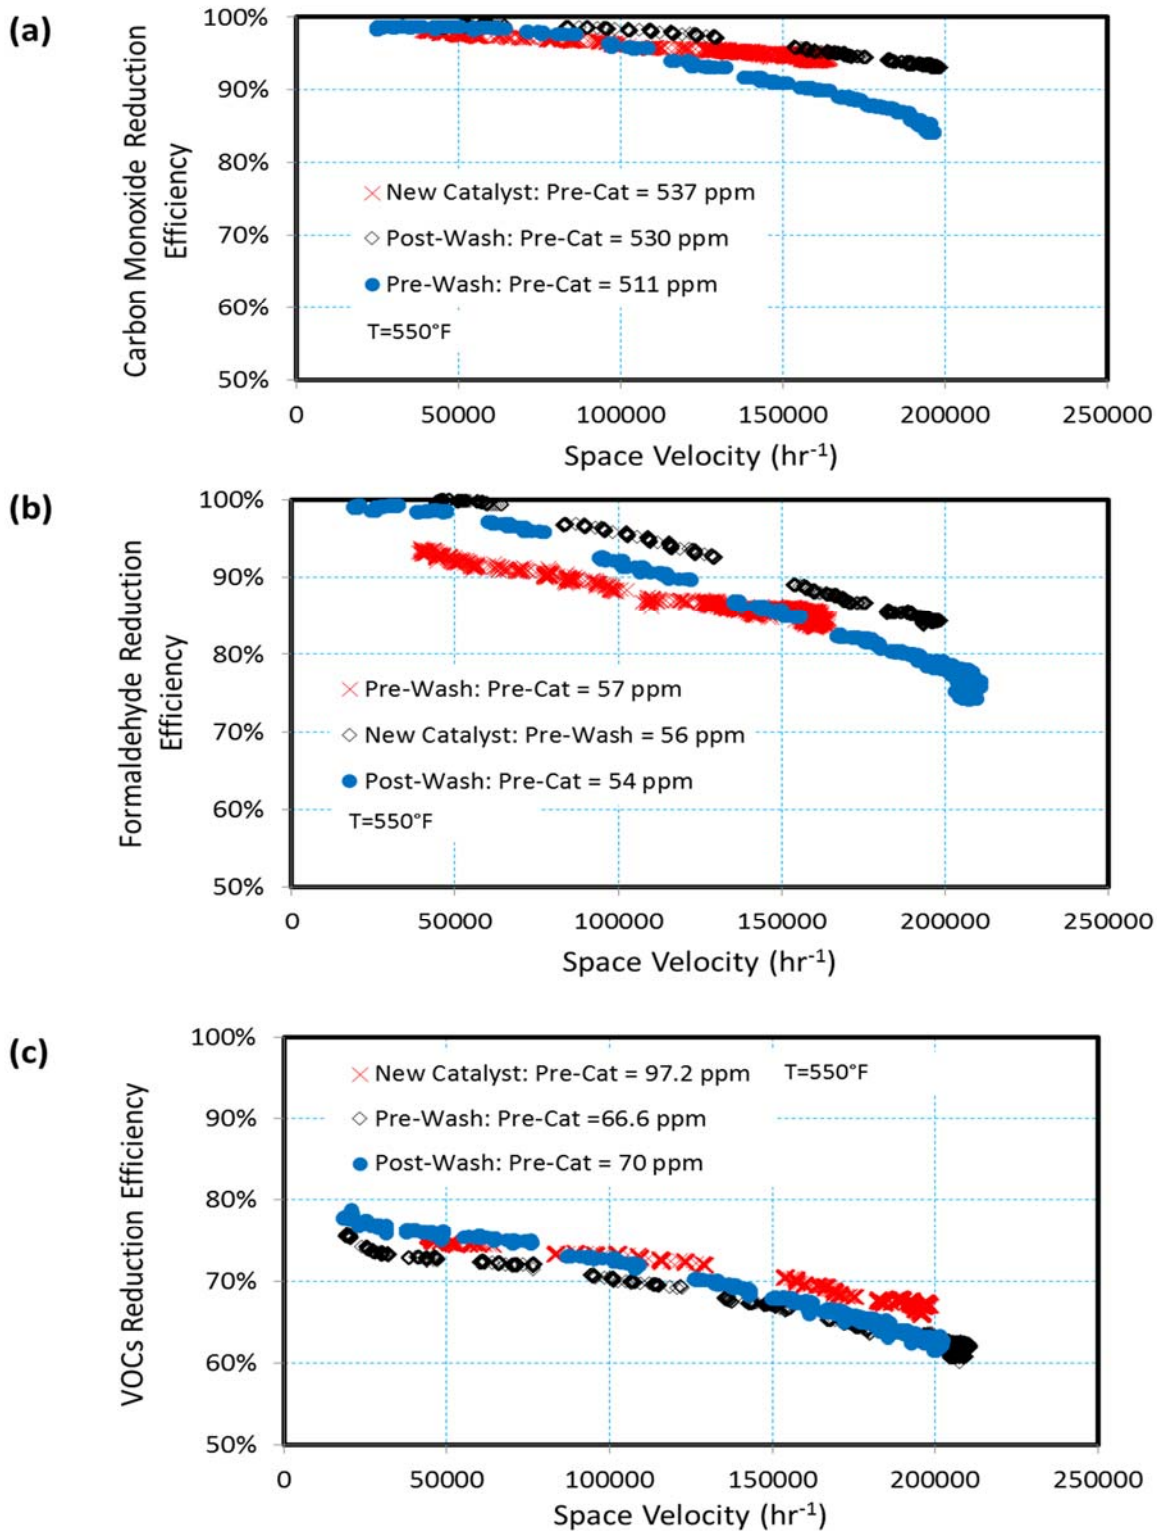 (a)
Carbon Monoxide Reduction
Efficiency
100%
90%
80%
70%
60%
50%
New Catalyst: Pre-Cat = 537 ppm
Post-Wash: Pre-Cat = 530 ppm
Pre-Wash: Pre-Cat = 511 ppm
T=550°F
0 50000 100000 150000 200000 250000
Space Velocity (hr-1)
(b)
Formaldehyde Reduction
Efficiency
100%
90%
80%
70%
60%
50%
Pre-Wash: Pre-Cat = 57 ppm
New Catalyst: Pre-Wash = 56 ppm
Post-Wash: Pre-Cat = 54 ppm
T=550°F
0 50000 100000 150000 200000 250000
Space Velocity (hr-1)
(c)
VOCs Reduction Efficiency
100%
90%
80%
70%
60%
50%
New Catalyst: Pre-Cat = 97.2 ppm T=550°F
Pre-Wash: Pre-Cat =66.6 ppm
Post-Wash: Pre-Cat = 70 ppm
0 50000 100000 150000 200000 250000
Space Velocity (hr-1)